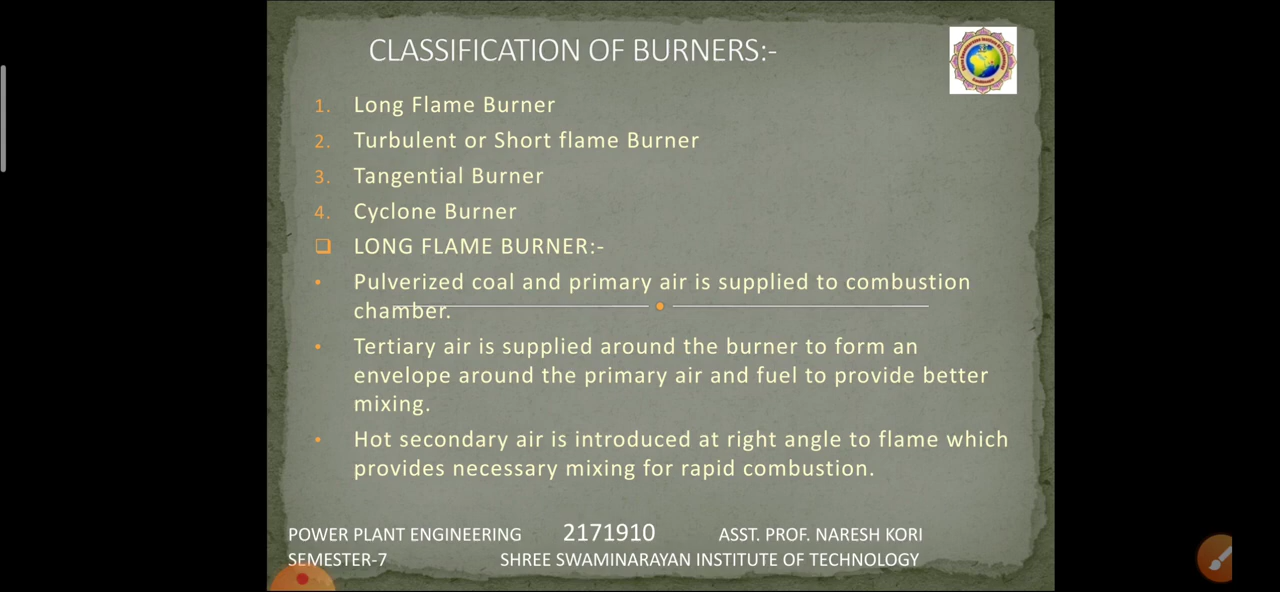 CLASSIFICATION OF BURNERS:-
1. Long Flame Burner
2. Turbulent or Short flame Burner
3. Tangential Burner
4. Cyclone Burner
❑ LONG FLAME BURNER:-
• Pulverized coal and primary air is supplied to combustion
chamber.
• Tertiary air is supplied around the burner to form an
envelope around the primary air and fuel to provide better
mixing.
• Hot secondary air is introduced at right angle to flame which
provides necessary mixing for rapid combustion.
POWER PLANT ENGINEERING 2171910 ASST. PROF. NARESH KORI
SEMESTER-7 SHREE SWAMINARAYAN INSTITUTE OF TECHNOLOGY